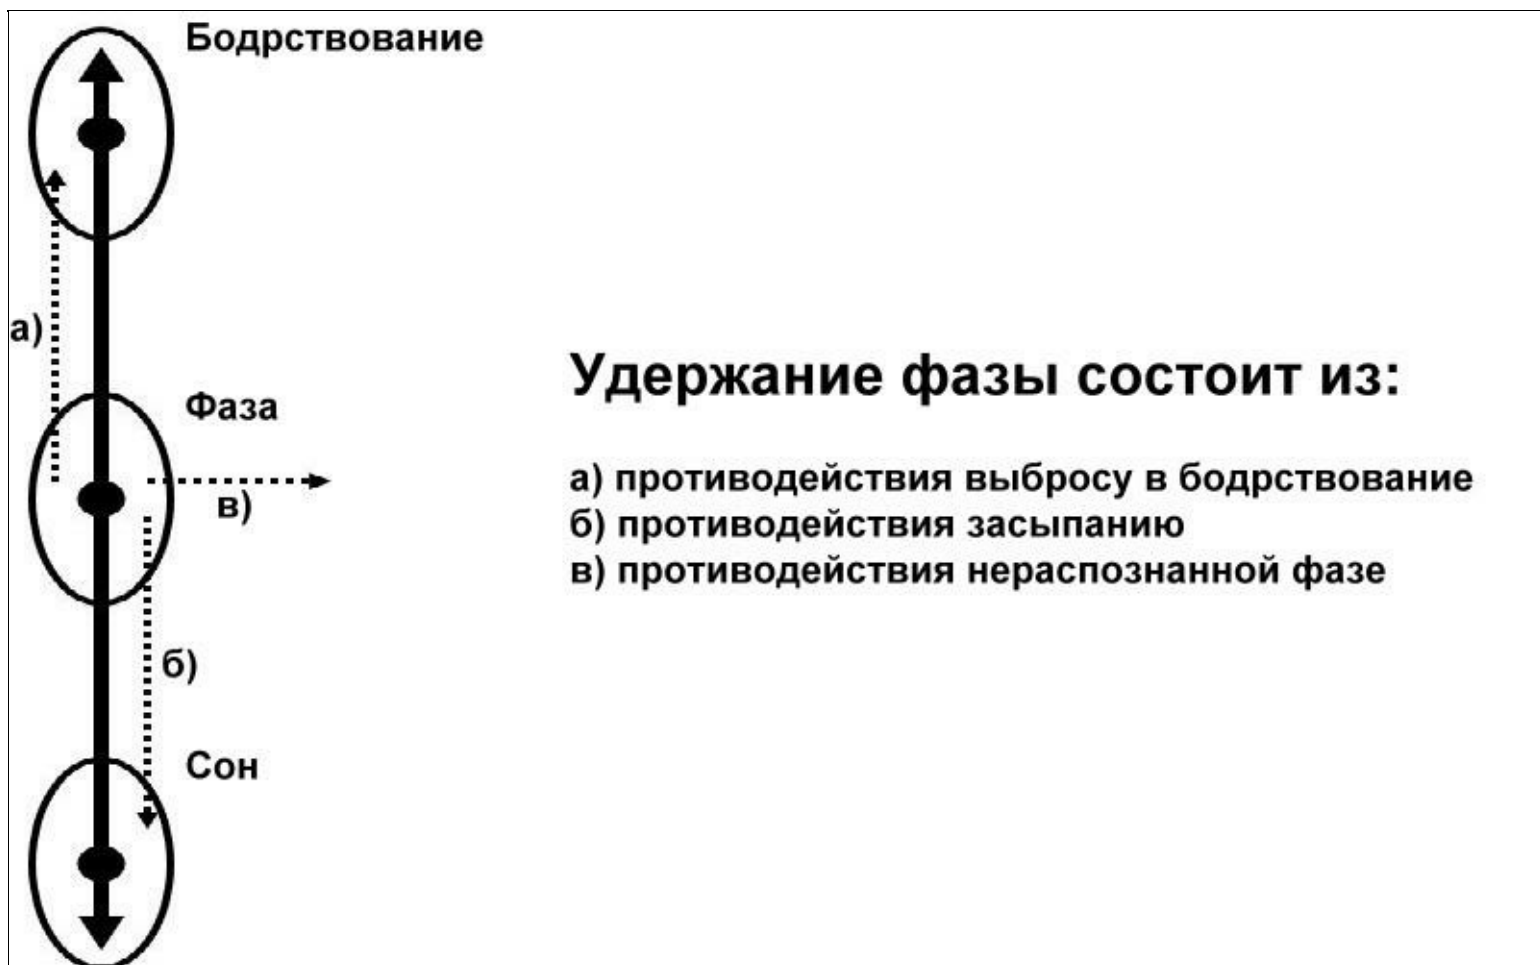 Бодрствование
а)
Фаза
в)
б)
Сон
Удержание фазы состоит из:
а) противодействия выбросу в бодрствование
б) противодействия засыпанию
в) противодействия нераспознанной фазе